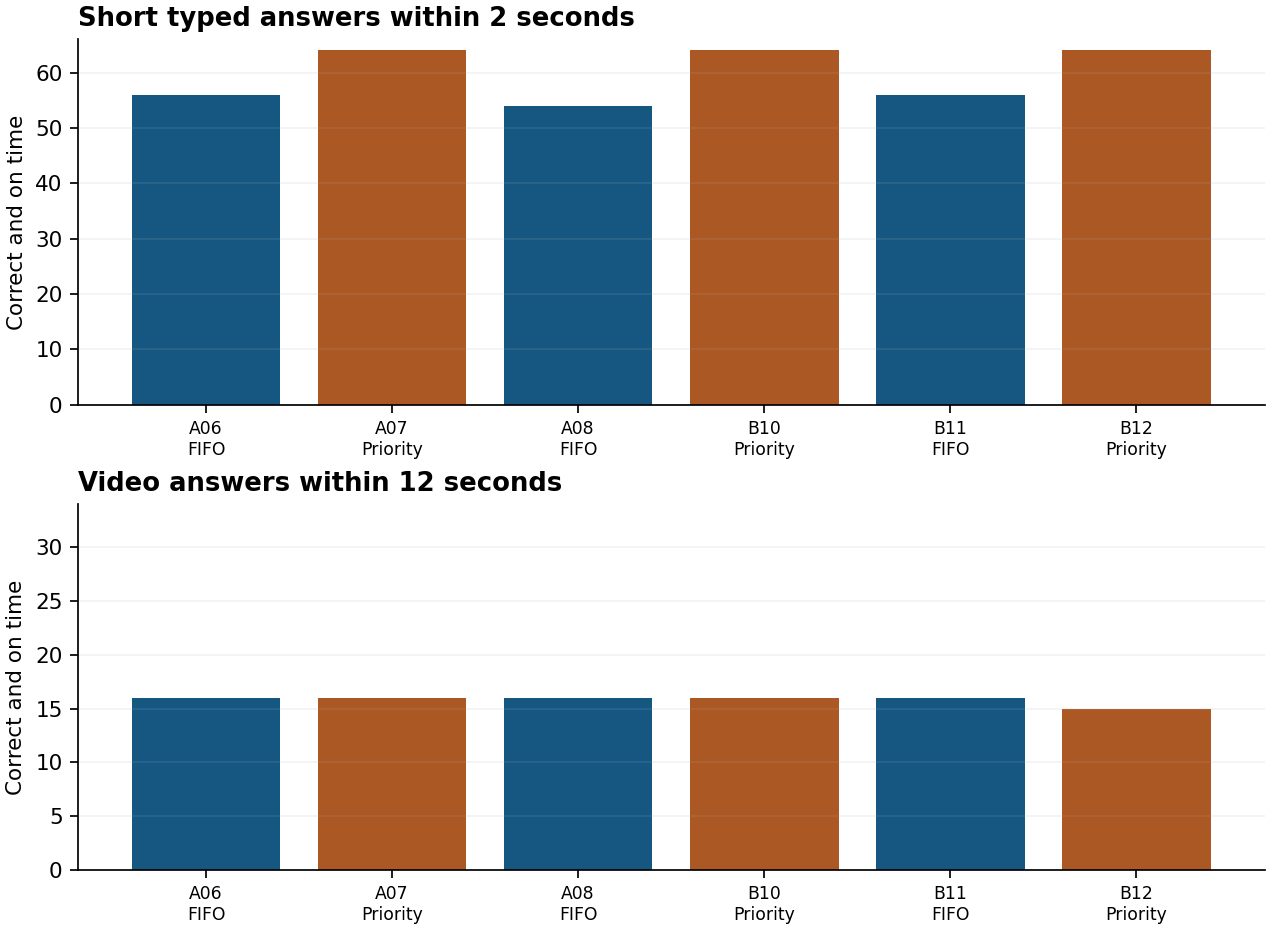 Short typed answers within 2 seconds
Correct and on time
60
50
40
30
20
10
0
A06
FIFO
A07
Priority
A08
FIFO
B10
Priority
B11
FIFO
B12
Priority
Video answers within 12 seconds
Correct and on time
30
25
20
15
10
5
0
A06
FIFO
A07
Priority
A08
FIFO
B10
Priority
B11
FIFO
B12
Priority